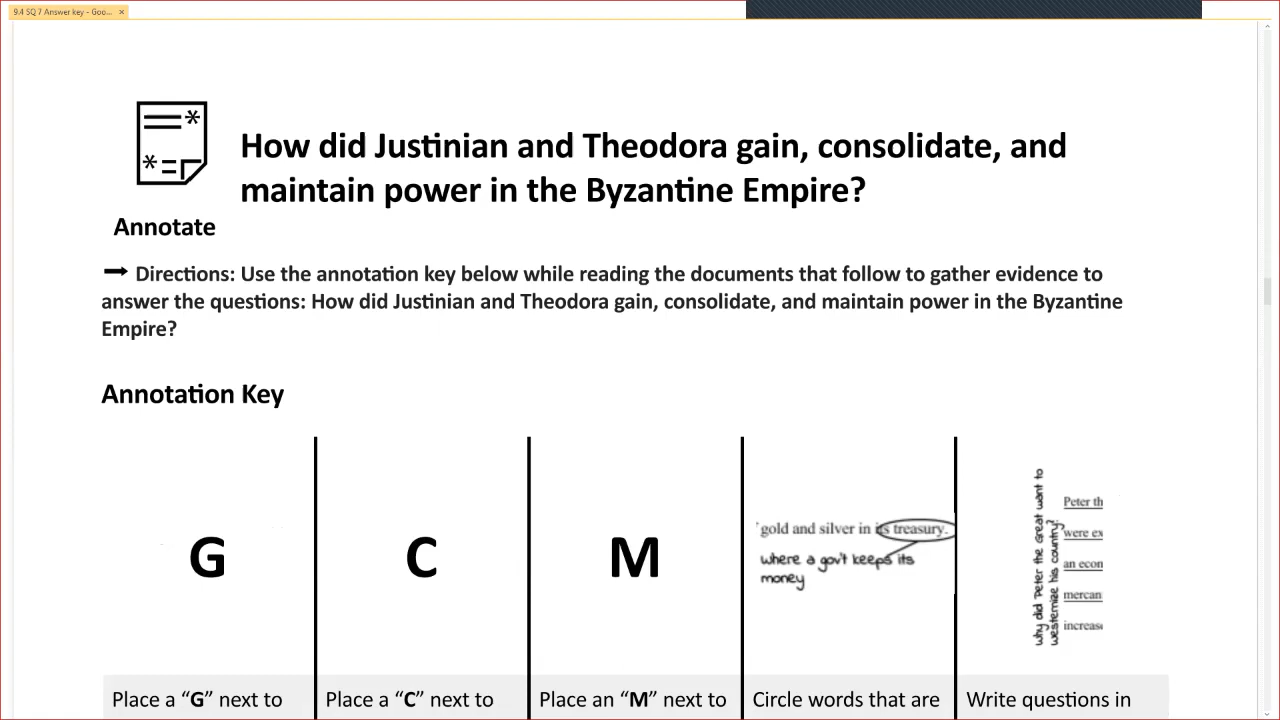 9.4 SQ 7 Answer key - Goo...
How did Justinian and Theodora gain, consolidate, and
maintain power in the Byzantine Empire?
Annotate
➞ Directions: Use the annotation key below while reading the documents that follow to gather evidence to
answer the questions: How did Justinian and Theodora gain, consolidate, and maintain power in the Byzantine
Empire?
Annotation Key
G
C
M
gold and silver in its treasury.
where a gov't keeps its
money
Why did Peter the Great want to
westernize his country?
Peter th
were ex
an econ
mercan
increase
Place a “G” next to
Place a “C” next to
Place an “M” next to
Circle words that are
Write questions in